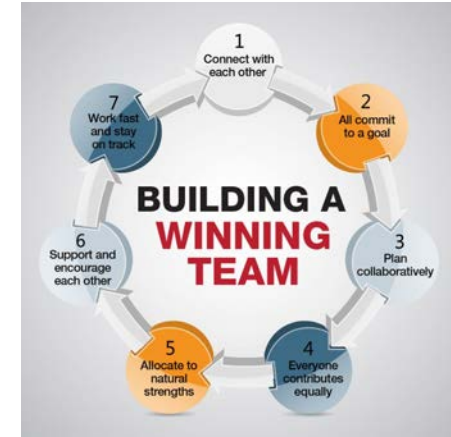 1
Connect with
each other
2
All commit
to a goal
3
Plan
collaboratively
4
Everyone
contributes
equally
5
Allocate to
natural
strengths
6
Support and
encourage
each other
7
Work fast
and stay
on track
BUILDING A
WINNING
TEAM